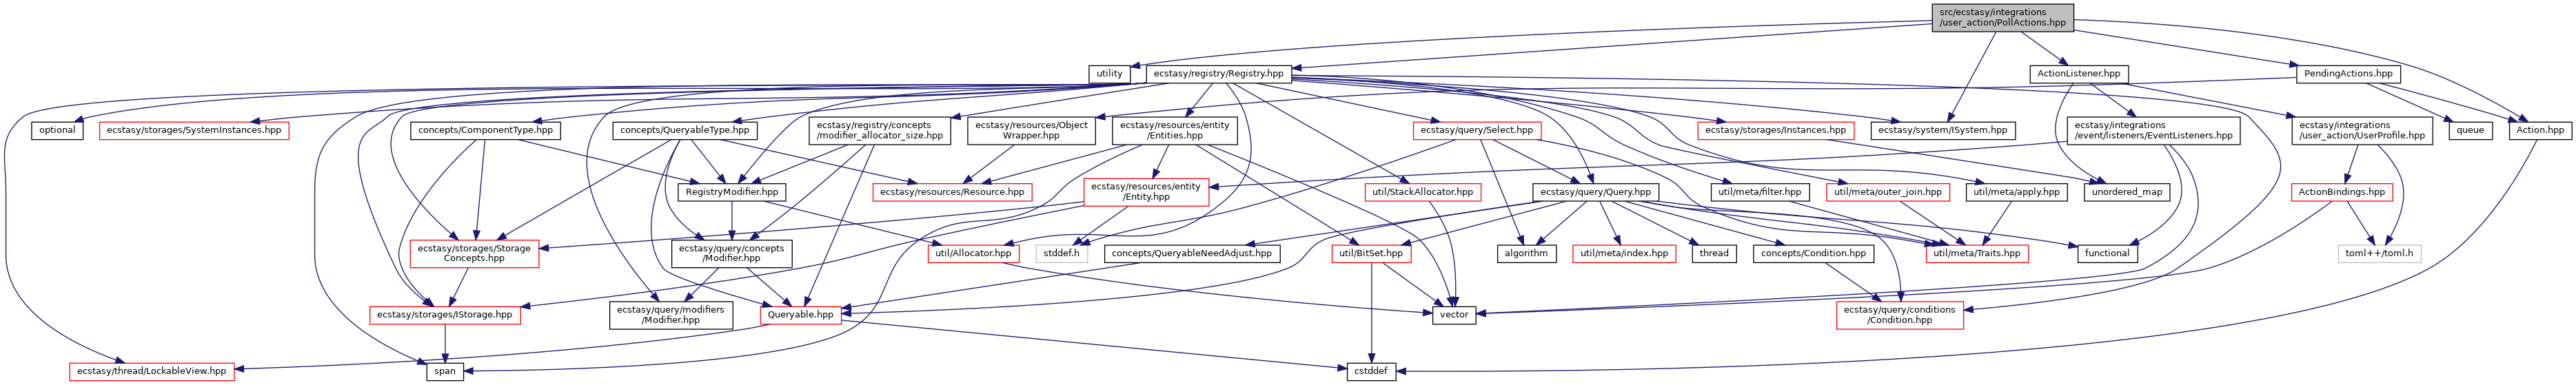 src/ecstasy/integrations
/user_action/PollActions.hpp
utility
ecstasy/registry/Registry.hpp
ActionListener.hpp
PendingActions.hpp
optional
ecstasy/storages/SystemInstances.hpp
concepts/ComponentType.hpp
concepts/QueryableType.hpp
ecstasy/registry/concepts
/modifier_allocator_size.hpp
ecstasy/resources/Object
Wrapper.hpp
ecstasy/resources/entity
/Entities.hpp
ecstasy/query/Select.hpp
ecstasy/storages/Instances.hpp
ecstasy/system/ISystem.hpp
ecstasy/integrations
/event/listeners/EventListeners.hpp
ecstasy/integrations
/user_action/UserProfile.hpp
queue
Action.hpp
RegistryModifier.hpp
ecstasy/resources/Resource.hpp
ecstasy/resources/entity
/Entity.hpp
util/StackAllocator.hpp
ecstasy/query/Query.hpp
util/meta/filter.hpp
util/meta/outer_join.hpp
util/meta/apply.hpp
unordered_map
ActionBindings.hpp
ecstasy/storages/Storage
Concepts.hpp
ecstasy/query/concepts
/Modifier.hpp
util/Allocator.hpp
stddef.h
concepts/QueryableNeedAdjust.hpp
util/BitSet.hpp
algorithm
util/meta/index.hpp
thread
concepts/Condition.hpp
util/meta/Traits.hpp
functional
toml++/toml.h
ecstasy/storages/IStorage.hpp
ecstasy/query/modifiers
/Modifier.hpp
Queryable.hpp
vector
ecstasy/query/conditions
/Condition.hpp
ecstasy/thread/LockableView.hpp
span
cstddef